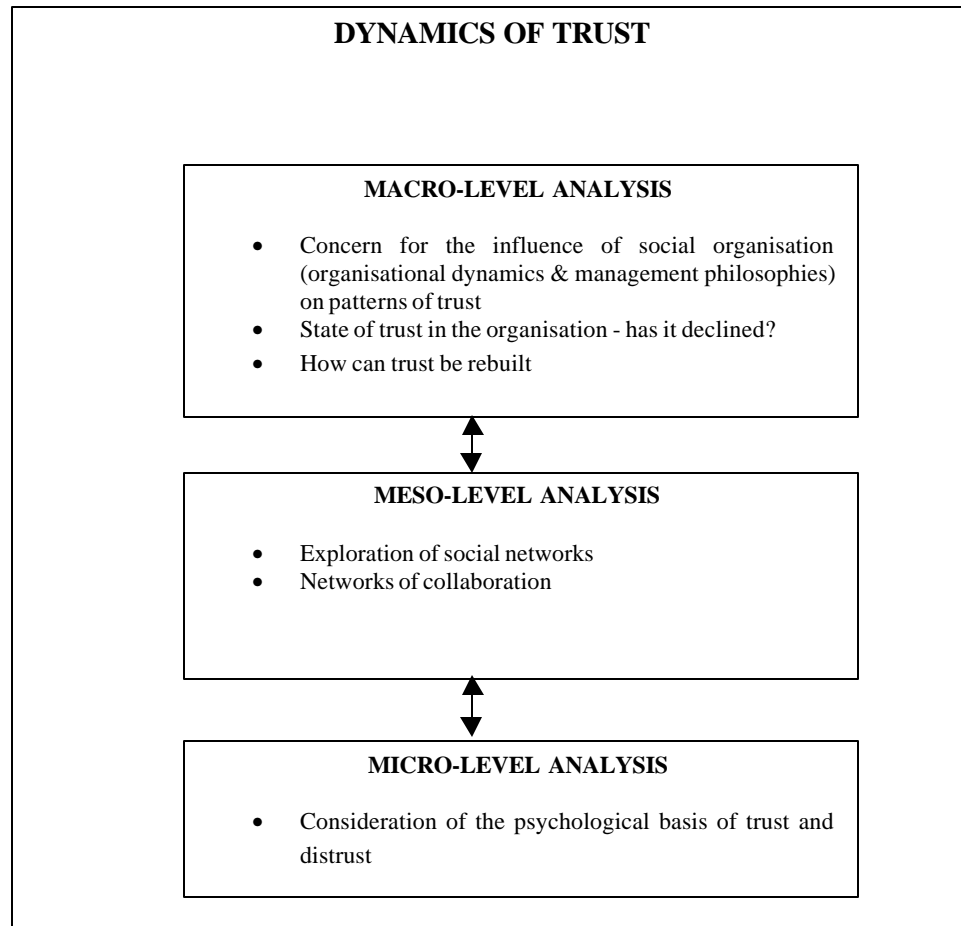 DYNAMICS OF TRUST
MACRO-LEVEL ANALYSIS
• Concern for the influence of social organisation
(organisational dynamics & management philosophies)
on patterns of trust
• State of trust in the organisation - has it declined?
• How can trust be rebuilt
MESO-LEVEL ANALYSIS
• Exploration of social networks
• Networks of collaboration
MICRO-LEVEL ANALYSIS
• Consideration of the psychological basis of trust and
distrust